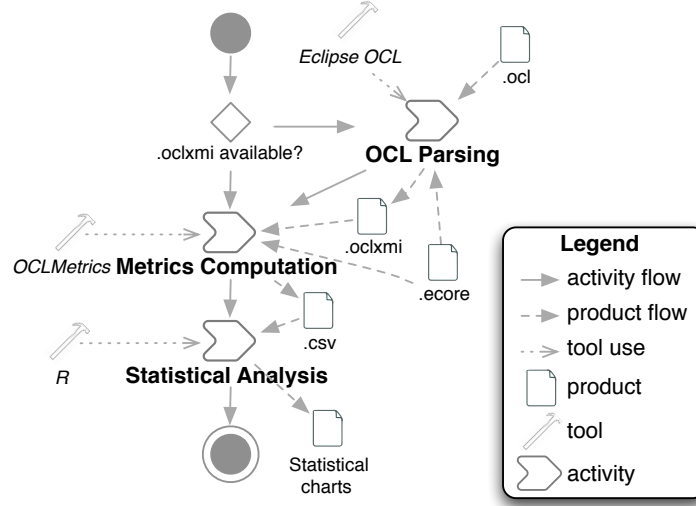 Eclipse OCL
.ocl
.oclxmi available?
OCL Parsing
.oclxmi
OCLMetrics
Metrics Computation
.ecore
.csv
R
Statistical Analysis
Statistical
charts
Legend
activity flow
product flow
tool use
product
tool
activity